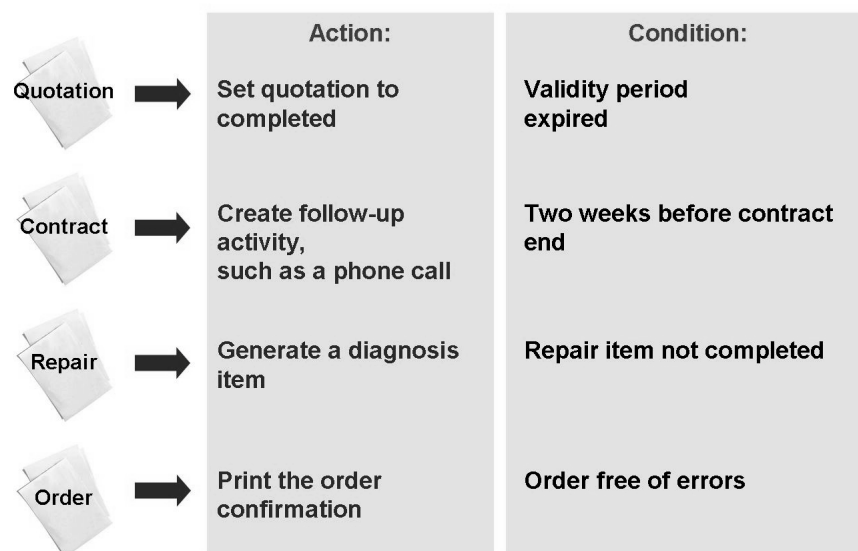 Action:
Condition:
Quotation
Set quotation to
completed
Validity period
expired
Contract
Create follow-up
activity,
such as a phone call
Two weeks before contract
end
Repair
Generate a diagnosis
item
Repair item not completed
Order
Print the order
confirmation
Order free of errors